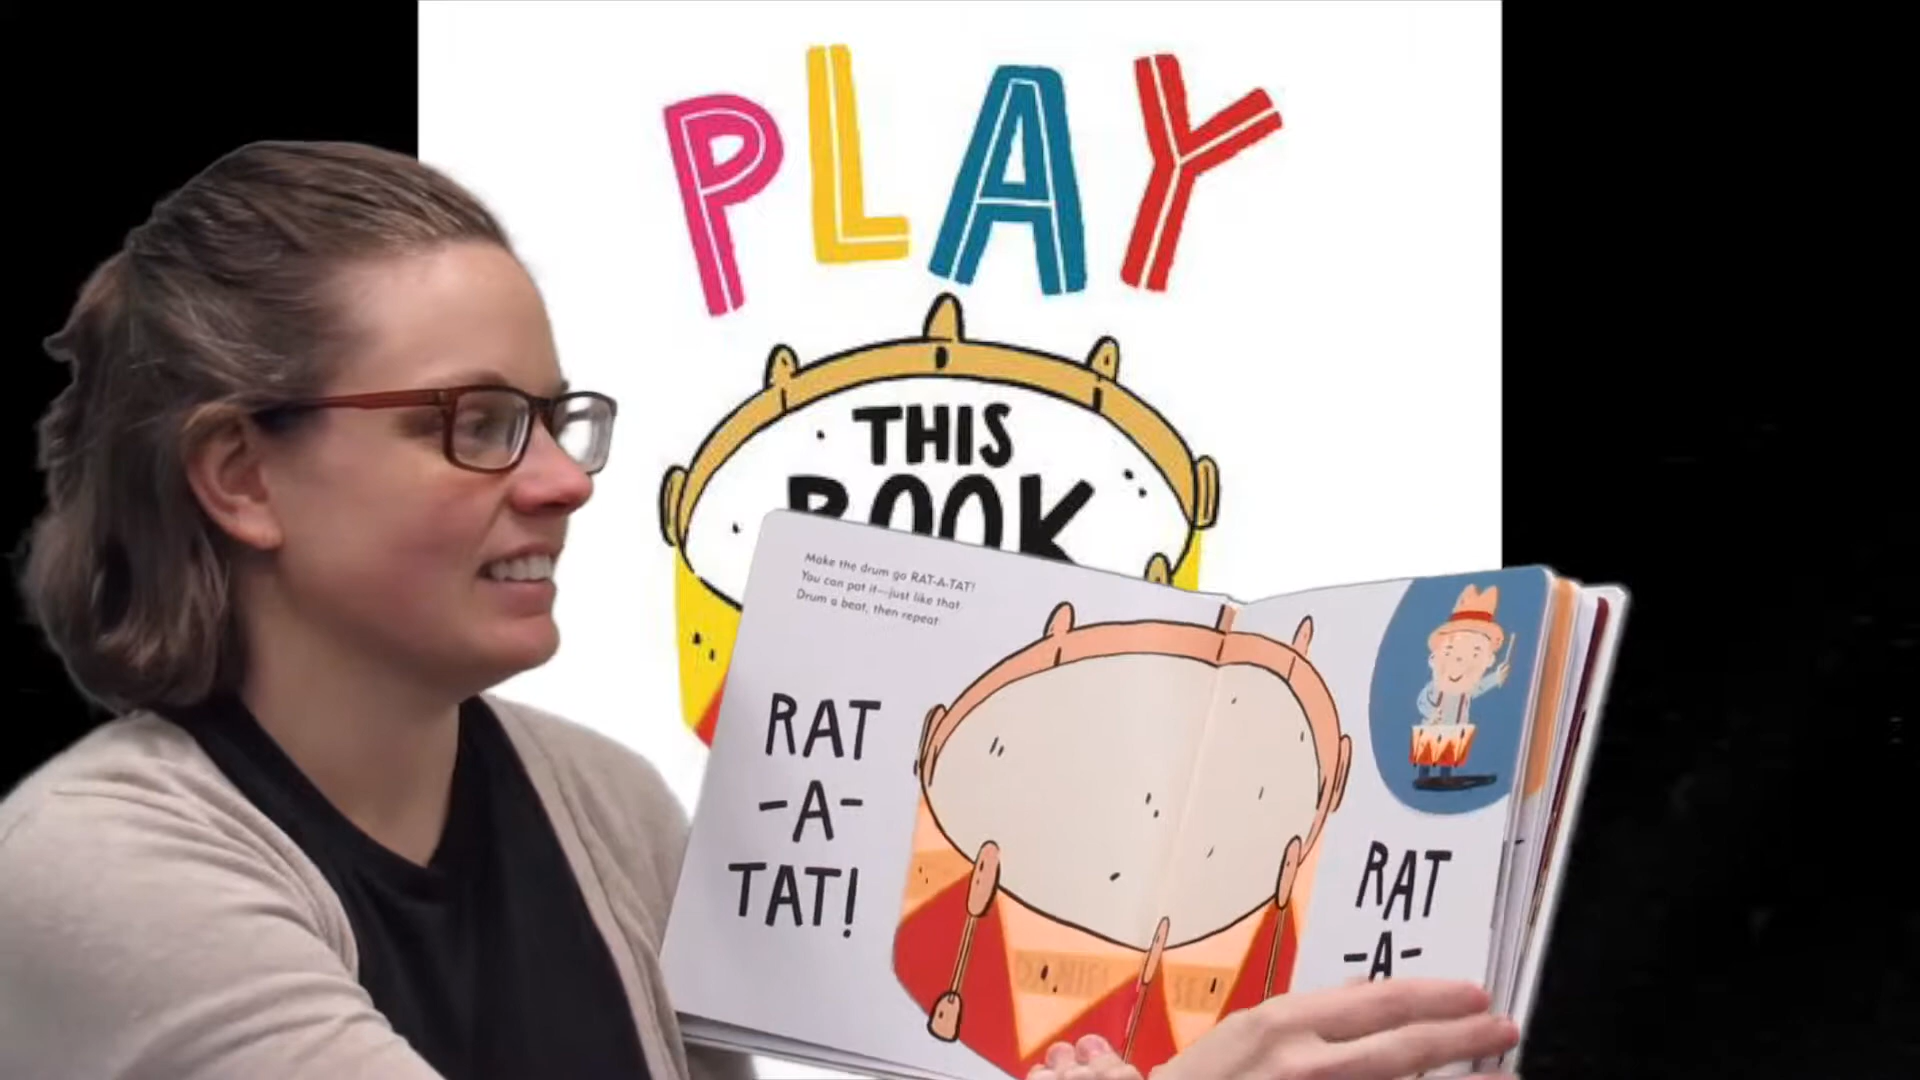 PLAY
THIS
BOOK
Make the drum go RAT-A-TAT!
You can pat it—just like that.
Drum a beat, then repeat.
RAT
-A-
TAT!
RAT
-A-